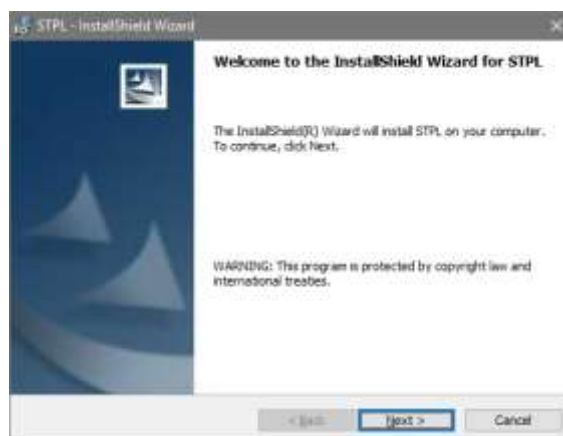 STPL - InstallShield Wizard
Welcome to the InstallShield Wizard for STPL
The InstallShield(R) Wizard will install STPL on your computer.
To continue, click Next.
WARNING: This program is protected by copyright law and
international treaties.
< Back
Next >
Cancel